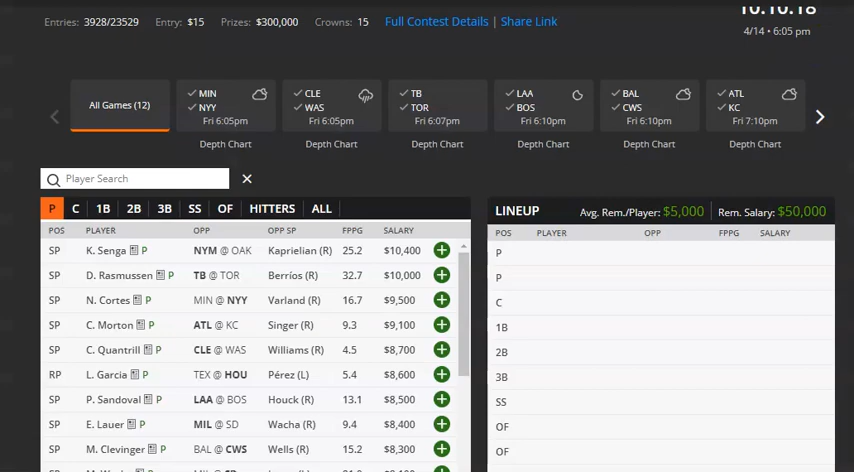 Entries: 3928/23529 Entry: $15 Prizes: $300,000 Crowns: 15 Full Contest Details | Share Link
4/14 • 6:05 pm
All Games (12)
MIN
NYY
Fri 6:05pm
Depth Chart
CLE
WAS
Fri 6:05pm
Depth Chart
TB
TOR
Fri 6:07pm
Depth Chart
LAA
BOS
Fri 6:10pm
Depth Chart
BAL
CWS
Fri 6:10pm
Depth Chart
ATL
KC
Fri 7:10pm
Depth Chart
Player Search
P C 1B 2B 3B SS OF HITTERS ALL
POS PLAYER OPP OPP SP FPPG SALARY
SP K. Senga P NYM @ OAK Kaprielian (R) 25.2 $10,400
SP D. Rasmussen P TB @ TOR Berríos (R) 32.7 $10,000
SP N. Cortes P MIN @ NYY Varland (R) 16.7 $9,500
SP C. Morton P ATL @ KC Singer (R) 9.3 $9,100
SP C. Quantrill P CLE @ WAS Williams (R) 4.5 $8,700
RP L. Garcia P TEX @ HOU Pérez (L) 5.4 $8,600
SP P. Sandoval P LAA @ BOS Houck (R) 13.1 $8,500
SP E. Lauer P MIL @ SD Wacha (R) 9.4 $8,400
SP M. Clevinger P BAL @ CWS Wells (R) 15.2 $8,300
LINEUP Avg. Rem./Player: $5,000 Rem. Salary: $50,000
POS PLAYER OPP FPPG SALARY
P
P
C
1B
2B
3B
SS
OF
OF